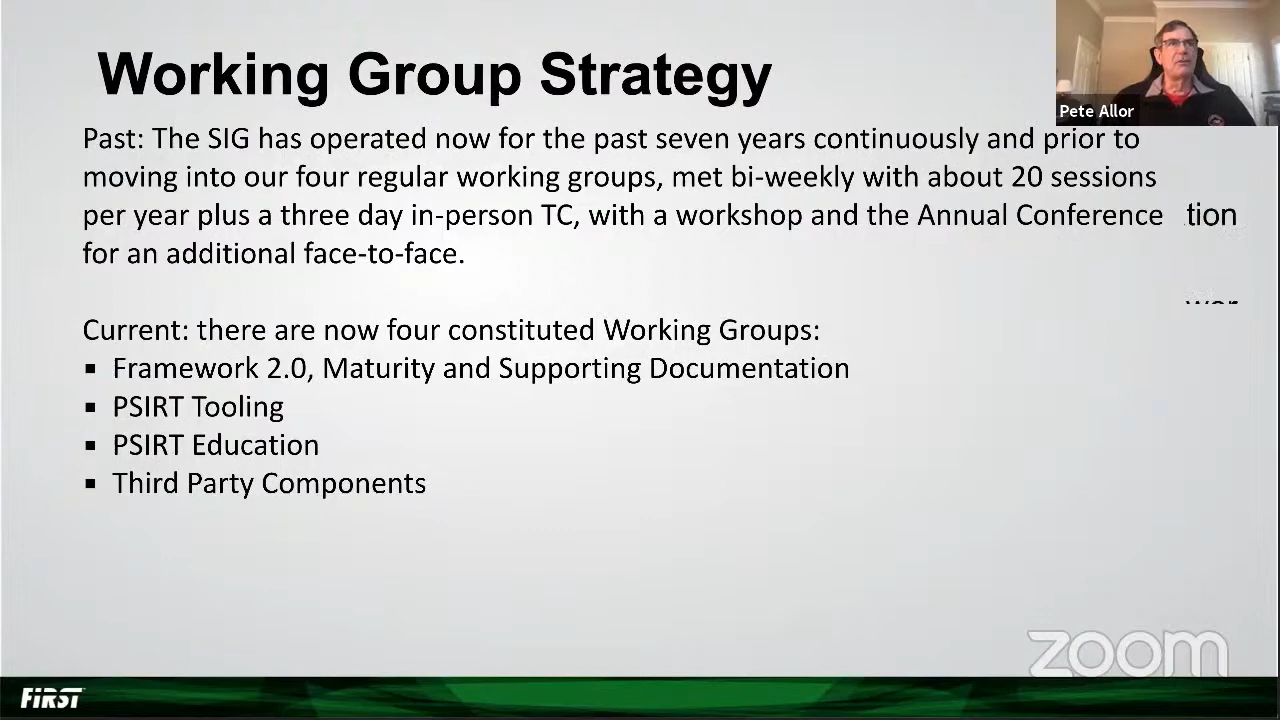 Working Group Strategy
Pete Allor
Past: The SIG has operated now for the past seven years continuously and prior to
moving into our four regular working groups, met bi-weekly with about 20 sessions
per year plus a three day in-person TC, with a workshop and the Annual Conference
tion
for an additional face-to-face.
Current: there are now four constituted Working Groups:
▪ Framework 2.0, Maturity and Supporting Documentation
▪ PSIRT Tooling
▪ PSIRT Education
▪ Third Party Components
zoom
FiRST